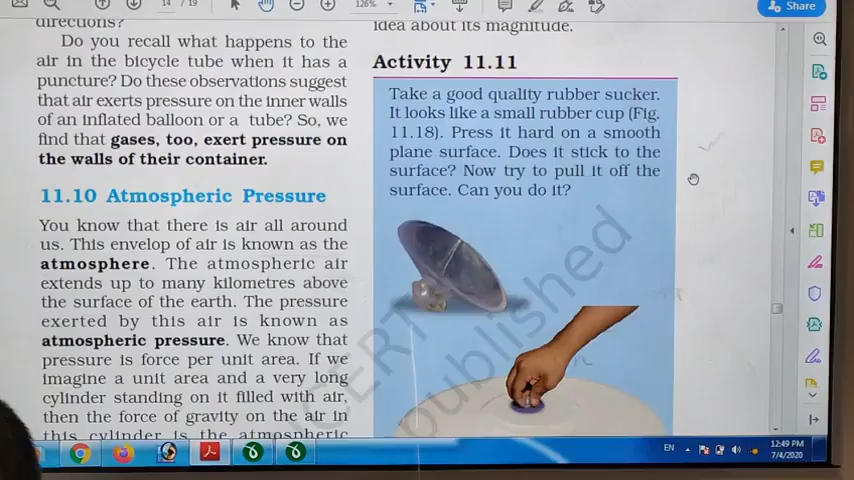 14 / 19
126%
Share
directions?
Do you recall what happens to the
air in the bicycle tube when it has a
puncture? Do these observations suggest
that air exerts pressure on the inner walls
of an inflated balloon or a tube? So, we
find that gases, too, exert pressure on
the walls of their container.
11.10 Atmospheric Pressure
You know that there is air all around
us. This envelop of air is known as the
atmosphere. The atmospheric air
extends up to many kilometres above
the surface of the earth. The pressure
exerted by this air is known as
atmospheric pressure. We know that
pressure is force per unit area. If we
imagine a unit area and a very long
cylinder standing on it filled with air,
then the force of gravity on the air in
this cylinder is the atmospheric
idea about its magnitude.
Activity 11.11
Take a good quality rubber sucker.
It looks like a small rubber cup (Fig.
11.18). Press it hard on a smooth
plane surface. Does it stick to the
surface? Now try to pull it off the
surface. Can you do it?
NCERT
published
EN
12:49 PM
7/4/2020